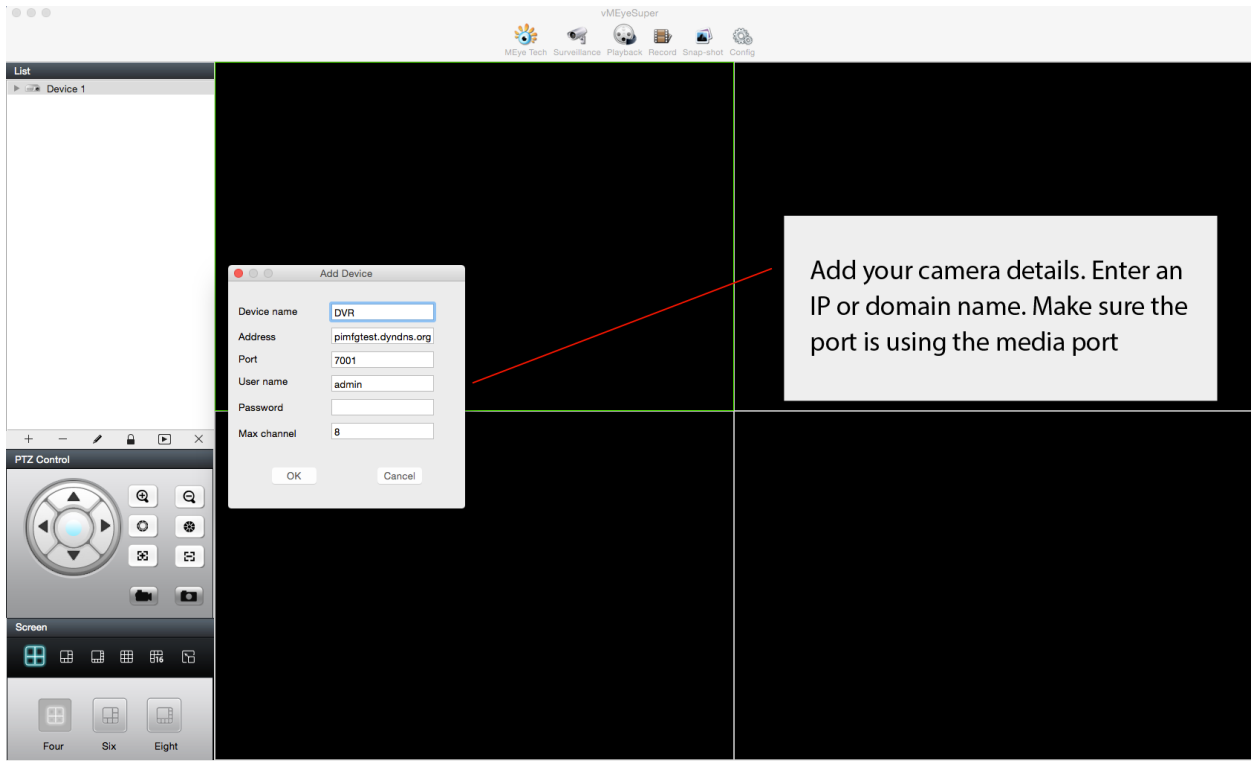 vMEyeSuper
MEye Tech Surveillance Playback Record Snap-shot Config
List
Device 1
Add Device
Device name DVR
Address pimfgtest.dyndns.org
Port 7001
User name admin
Password
Max channel 8
OK Cancel
Add your camera details. Enter an
IP or domain name. Make sure the
port is using the media port
PTZ Control
Screen
16
Four Six Eight